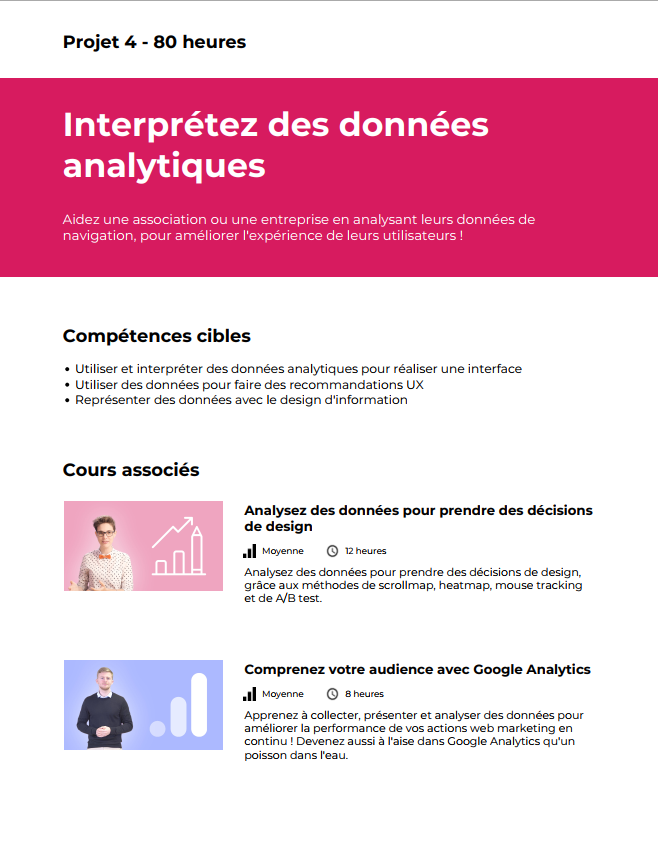 Projet 4 - 80 heures
Interprétez des données
analytiques
Aidez une association ou une entreprise en analysant leurs données de
navigation, pour améliorer l'expérience de leurs utilisateurs !
Compétences cibles
• Utiliser et interpréter des données analytiques pour réaliser une interface
• Utiliser des données pour faire des recommandations UX
• Représenter des données avec le design d'information
Cours associés
Analysez des données pour prendre des décisions
de design
Moyenne 12 heures
Analysez des données pour prendre des décisions de design,
grâce aux méthodes de scrollmap, heatmap, mouse tracking
et de A/B test.
Comprenez votre audience avec Google Analytics
Moyenne 8 heures
Apprenez à collecter, présenter et analyser des données pour
améliorer la performance de vos actions web marketing en
continu ! Devenez aussi à l'aise dans Google Analytics qu'un
poisson dans l'eau.